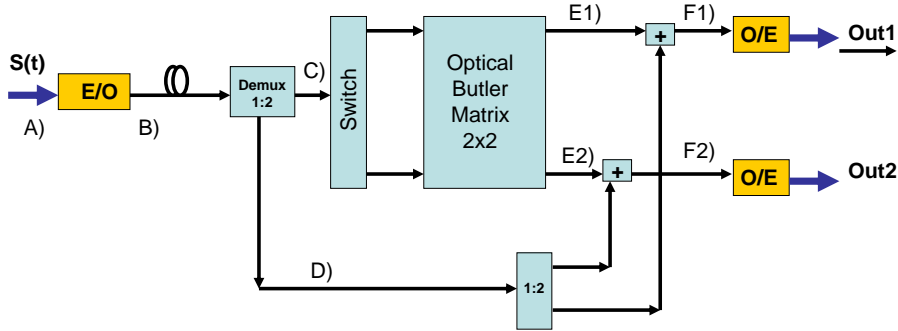 E1)
F1)
O/E
Out1
+
S(t)
C)
Demux
1:2
Switch
Optical
Butler
Matrix
2x2
E/O
A)
B)
E2)
F2)
+
O/E
Out2
D)
1:2